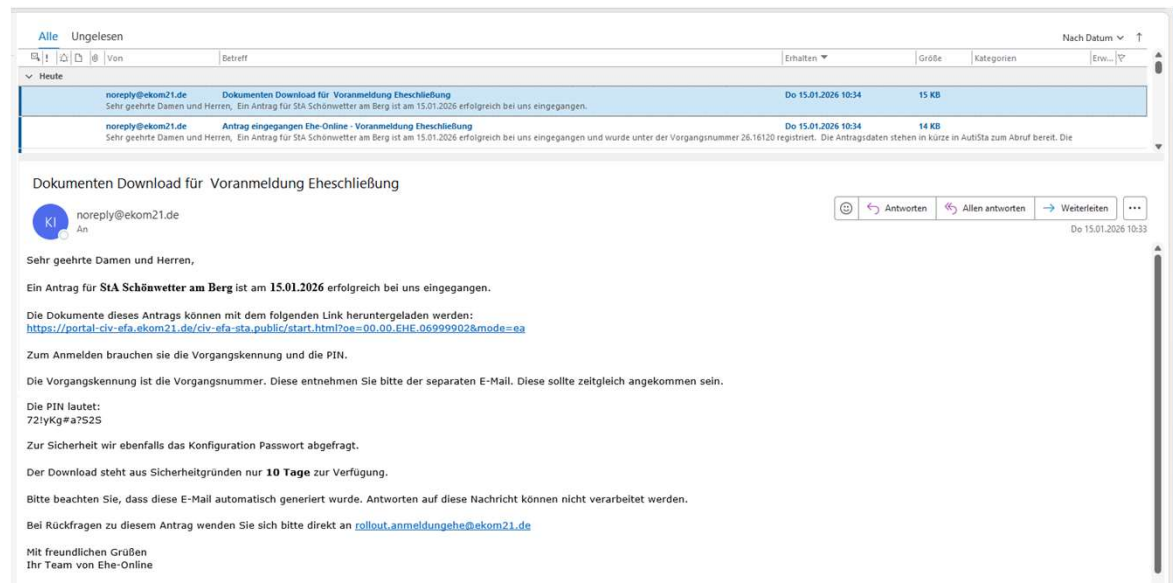 Alle Ungelesen
Nach Datum
Von Betreff Erhalten Größe Kategorien Erw...
Heute
noreply@ekom21.de Dokumenten Download für Voranmeldung Eheschließung Do 15.01.2026 10:34 15 KB
Sehr geehrte Damen und Herren, Ein Antrag für StA Schönwetter am Berg ist am 15.01.2026 erfolgreich bei uns eingegangen.
noreply@ekom21.de Antrag eingegangen Ehe-Online - Voranmeldung Eheschließung Do 15.01.2026 10:34 14 KB
Sehr geehrte Damen und Herren, Ein Antrag für StA Schönwetter am Berg ist am 15.01.2026 erfolgreich bei uns eingegangen und wurde unter der Vorgangsnummer 26.16120 registriert. Die Antragsdaten stehen in kürze in AutiSta zum Abruf bereit. Die
Dokumenten Download für Voranmeldung Eheschließung
KI noreply@ekom21.de
An
Antworten Allen antworten Weiterleiten
Do 15.01.2026 10:33
Sehr geehrte Damen und Herren,
Ein Antrag für StA Schönwetter am Berg ist am 15.01.2026 erfolgreich bei uns eingegangen.
Die Dokumente dieses Antrags können mit dem folgenden Link heruntergeladen werden:
https://portal-civ-efa.ekom21.de/civ-efa-sta.public/start.html?oe=00.00.EHE.06999902&mode=ea
Zum Anmelden brauchen sie die Vorgangskennung und die PIN.
Die Vorgangskennung ist die Vorgangsnummer. Diese entnehmen Sie bitte der separaten E-Mail. Diese sollte zeitgleich angekommen sein.
Die PIN lautet:
72!yKg#a?S2S
Zur Sicherheit wir ebenfalls das Konfiguration Passwort abgefragt.
Der Download steht aus Sicherheitgründen nur 10 Tage zur Verfügung.
Bitte beachten Sie, dass diese E-Mail automatisch generiert wurde. Antworten auf diese Nachricht können nicht verarbeitet werden.
Bei Rückfragen zu diesem Antrag wenden Sie sich bitte direkt an rollout.anmeldungehe@ekom21.de
Mit freundlichen Grüßen
Ihr Team von Ehe-Online